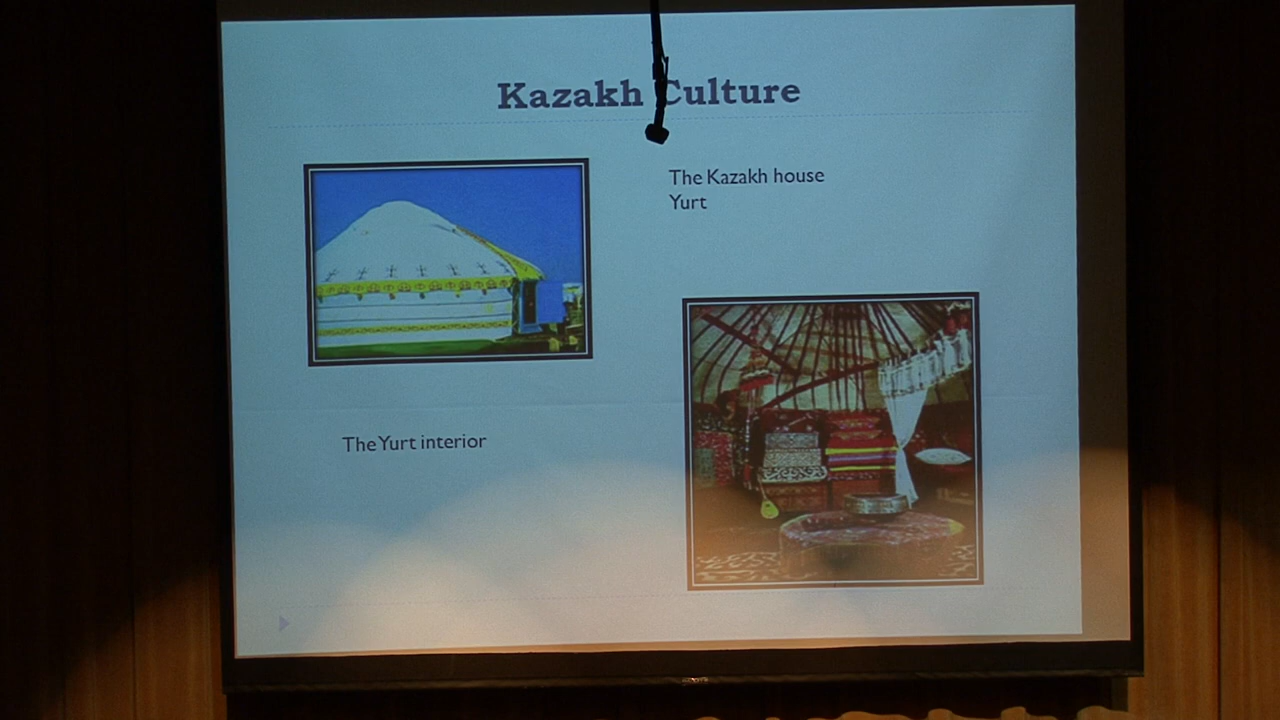 Kazakh Culture
The Kazakh house
Yurt
The Yurt interior